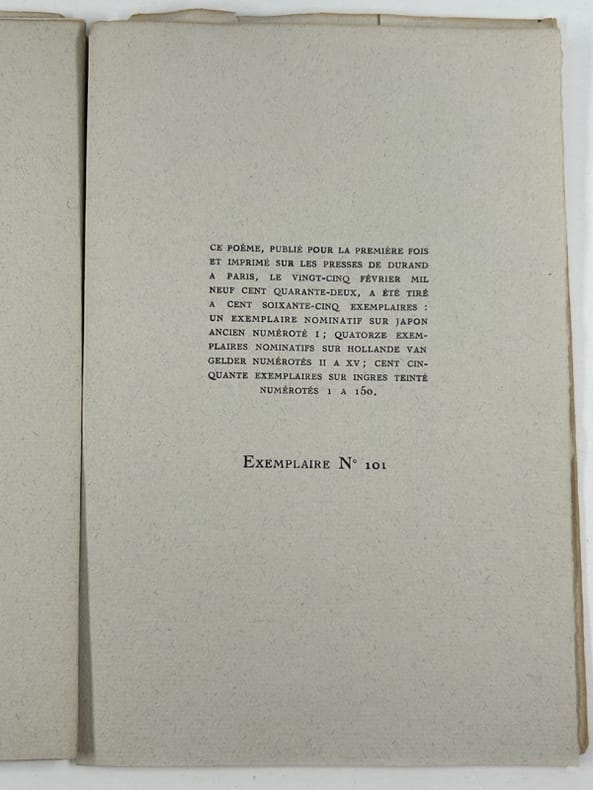 CE POÈME, PUBLIÉ POUR LA PREMIÈRE FOIS
ET IMPRIMÉ SUR LES PRESSES DE DURAND
A PARIS, LE VINGT-CINQ FÉVRIER MIL
NEUF CENT QUARANTE-DEUX, A ÉTÉ TIRÉ
A CENT SOIXANTE-CINQ EXEMPLAIRES :
UN EXEMPLAIRE NOMINATIF SUR JAPON
ANCIEN NUMÉROTÉ I ; QUATORZE EXEM-
PLAIRES NOMINATIFS SUR HOLLANDE VAN
GELDER NUMÉROTÉS II A XV ; CENT CIN-
QUANTE EXEMPLAIRES SUR INGRES TEINTÉ
NUMÉROTÉS 1 A 150.
EXEMPLAIRE N° 101